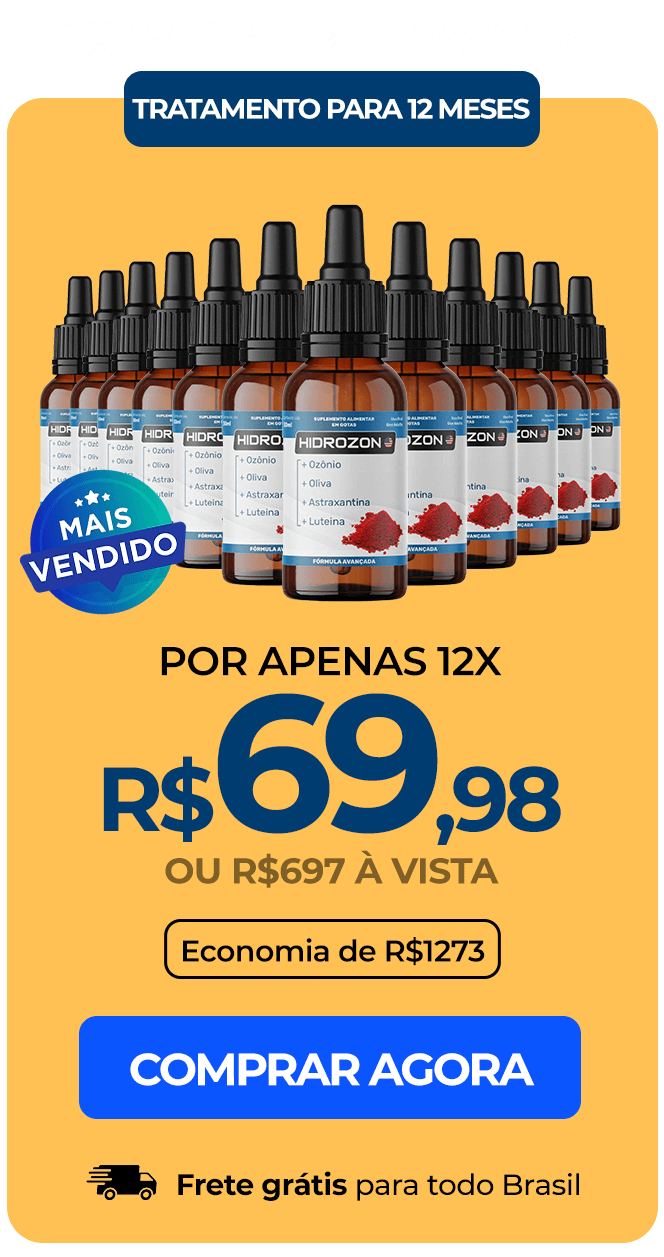 TRATAMENTO PARA 12 MESES
SUPLEMENTO ALIMENTAR
EM GOTAS
HIDROZON
+ Ozônio
+ Oliva
+ Astraxantina
+ Luteina
FÓRMULA AVANÇADA
MAIS
VENDIDO
POR APENAS 12X
R$69,98
OU R$697 À VISTA
Economia de R$1273
COMPRAR AGORA
Frete grátis para todo Brasil